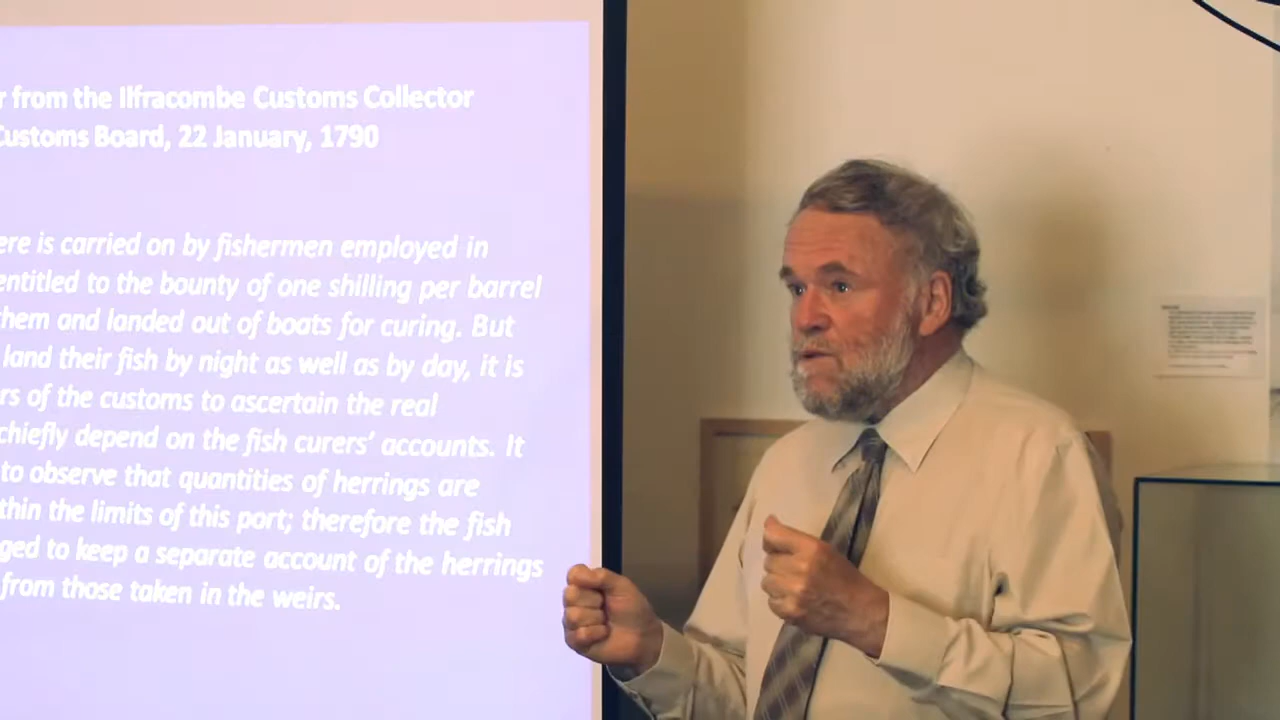 r from the Ilfracombe Customs Collector
Customs Board, 22 January, 1790
ere is carried on by fishermen employed in
entitled to the bounty of one shilling per barrel
them and landed out of boats for curing. But
land their fish by night as well as by day, it is
rs of the customs to ascertain the real
chiefly depend on the fish curers’ accounts. It
to observe that quantities of herrings are
thin the limits of this port; therefore the fish
ged to keep a separate account of the herrings
from those taken in the weirs.